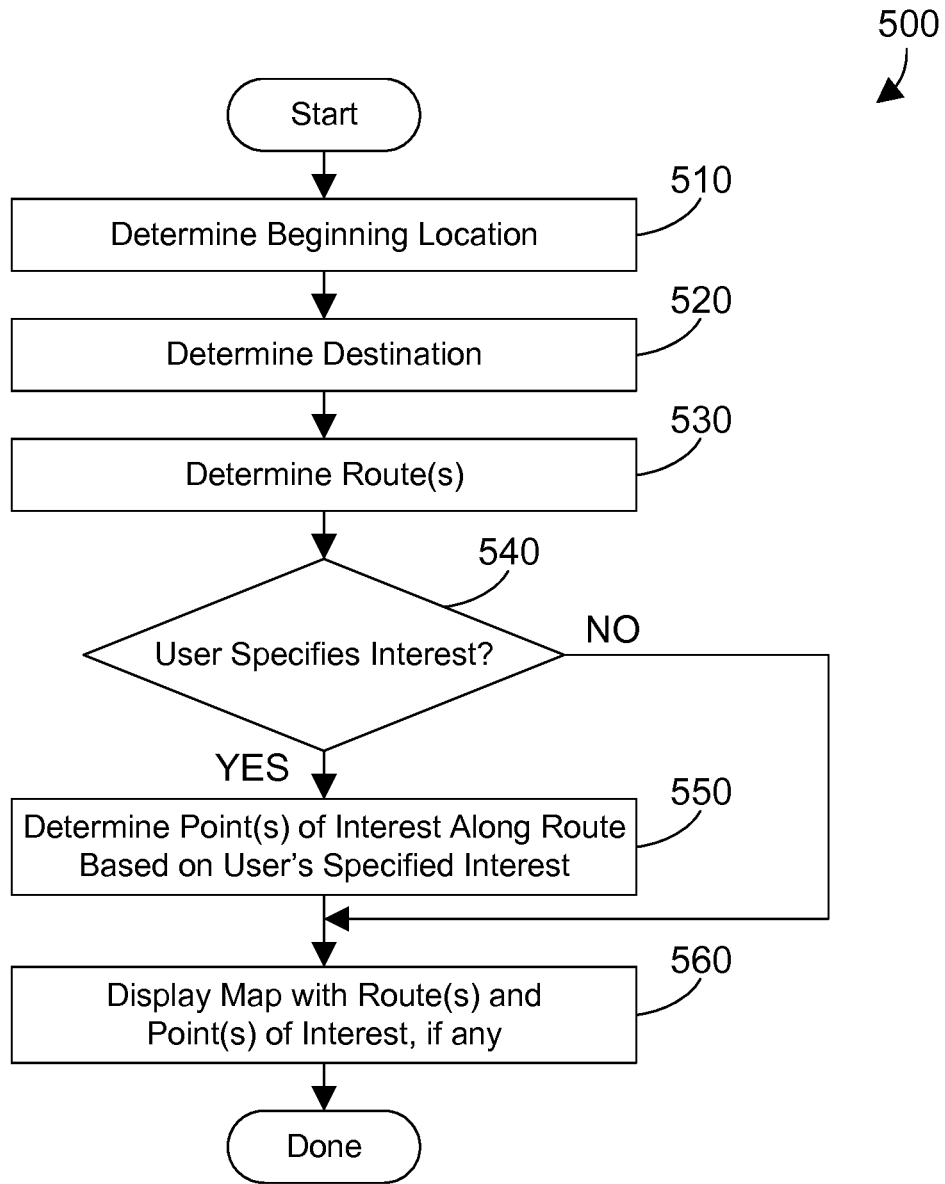 500
Start
510
Determine Beginning Location
520
Determine Destination
530
Determine Route(s)
540
User Specifies Interest?
NO
YES
550
Determine Point(s) of Interest Along Route
Based on User’s Specified Interest
560
Display Map with Route(s) and
Point(s) of Interest, if any
Done